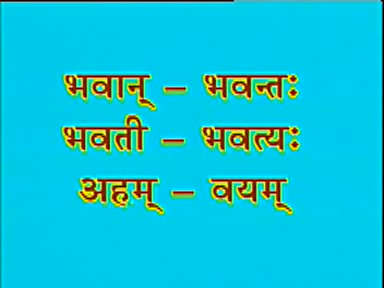 भवान् – भवन्तः
भवती – भवत्यः
अहम् – वयम्